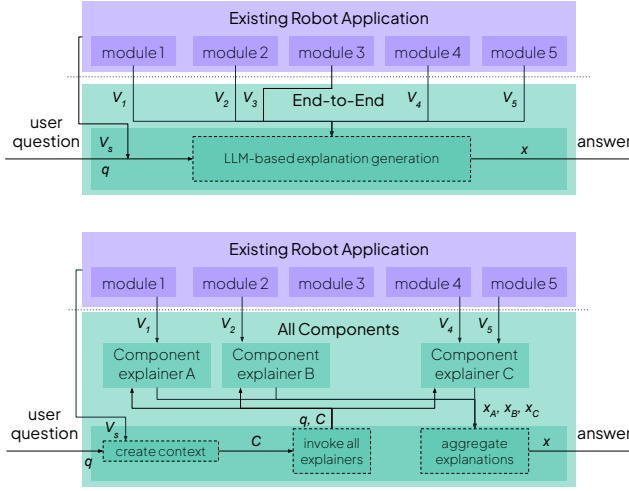 Existing Robot Application
module 1 module 2 module 3 module 4 module 5
V1 V2 V3 End-to-End V4 V5
user question
Vs
q
LLM-based explanation generation
x
answer
Existing Robot Application
module 1 module 2 module 3 module 4 module 5
V1 V2 All Components V4 V5
Component explainer A
Component explainer B
Component explainer C
user question
Vs
q, C
xA, xB, xC
q
create context
C
invoke all explainers
aggregate explanations
x
answer